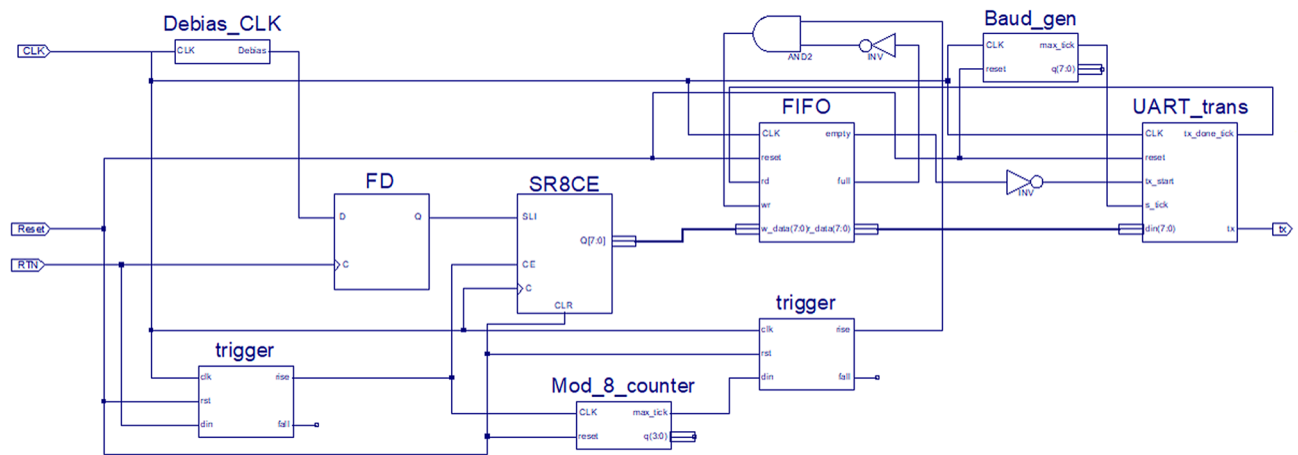 Debias_CLK
CLK
CLK
Debias
AND2
INV
Baud_gen
CLK
max_tick
reset
q(7:0)
FIFO
CLK
empty
reset
rd
full
wr
w_data(7:0)
r_data(7:0)
INV
UART_trans
CLK
tx_done_tick
reset
tx_start
s_tick
din(7:0)
tx
tx
FD
D
Q
C
SR8CE
SLI
Q[7:0]
CE
C
CLR
Reset
RTN
trigger
clk
rise
rst
din
fall
Mod_8_counter
CLK
max_tick
reset
q(3:0)
trigger
clk
rise
rst
din
fall